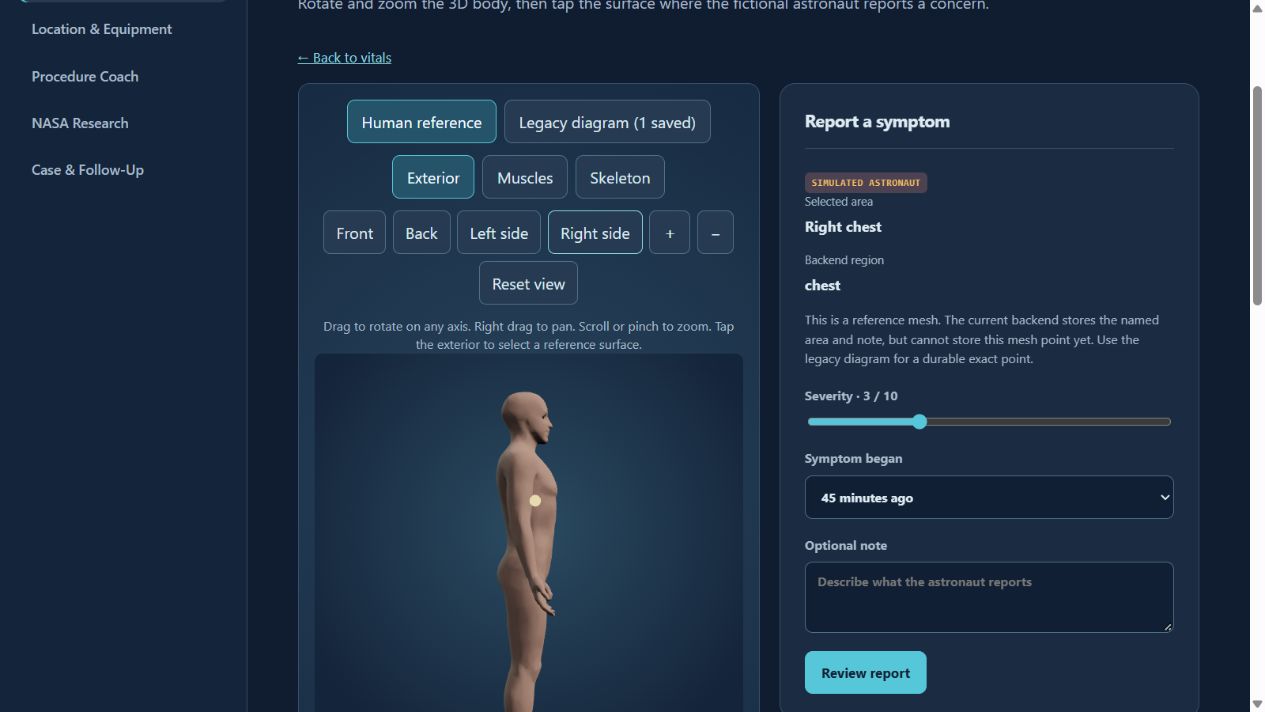 Rotate and zoom the 3D body, then tap the surface where the fictional astronaut reports a concern.
Location & Equipment
Procedure Coach
NASA Research
Case & Follow-Up
← Back to vitals
Human reference
Legacy diagram (1 saved)
Exterior
Muscles
Skeleton
Front
Back
Left side
Right side
+
−
Reset view
Drag to rotate on any axis. Right drag to pan. Scroll or pinch to zoom. Tap
the exterior to select a reference surface.
Report a symptom
SIMULATED ASTRONAUT
Selected area
Right chest
Backend region
chest
This is a reference mesh. The current backend stores the named
area and note, but cannot store this mesh point yet. Use the
legacy diagram for a durable exact point.
Severity · 3 / 10
Symptom began
45 minutes ago
Optional note
Describe what the astronaut reports
Review report